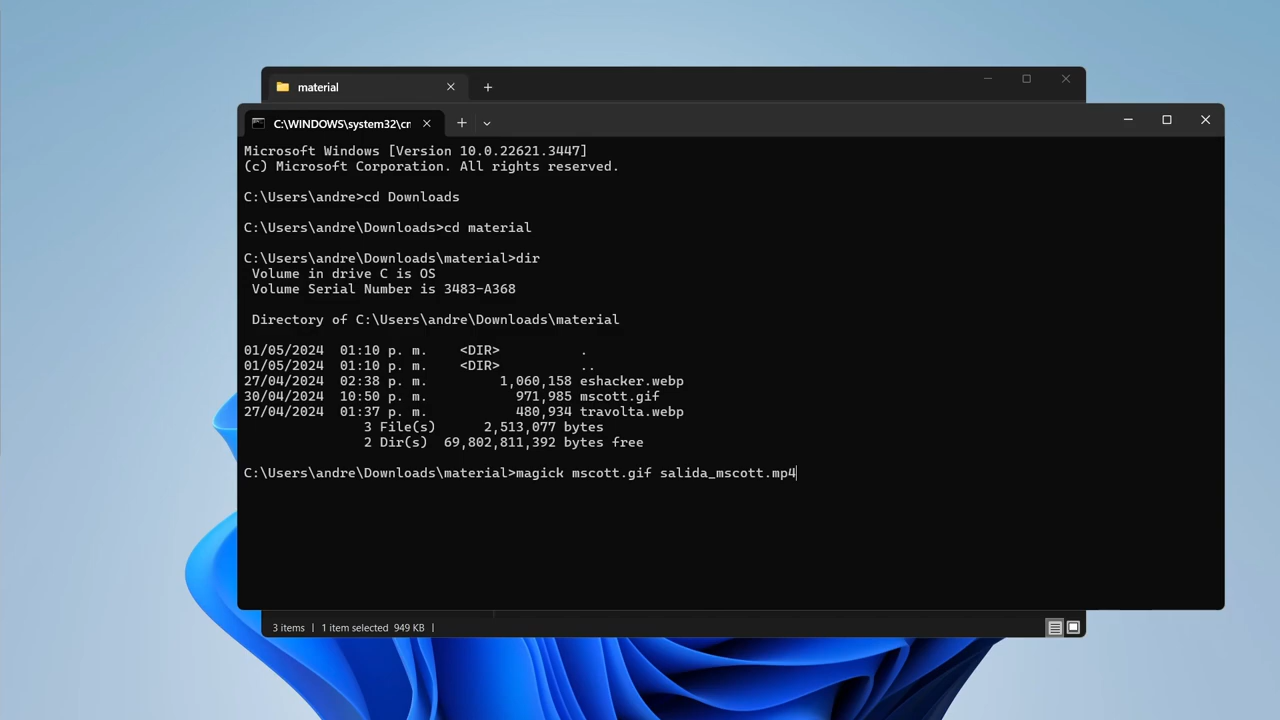 material
C:\WINDOWS\system32\cn
Microsoft Windows [Version 10.0.22621.3447]
(c) Microsoft Corporation. All rights reserved.
C:\Users\andre>cd Downloads
C:\Users\andre\Downloads>cd material
C:\Users\andre\Downloads\material>dir
Volume in drive C is OS
Volume Serial Number is 3483-A368
Directory of C:\Users\andre\Downloads\material
01/05/2024  01:10 p. m.    <DIR>          .
01/05/2024  01:10 p. m.    <DIR>          ..
27/04/2024  02:38 p. m.         1,060,158 eshacker.webp
30/04/2024  10:50 p. m.           971,985 mscott.gif
27/04/2024  01:37 p. m.           480,934 travolta.webp
3 File(s)      2,513,077 bytes
2 Dir(s)  69,802,811,392 bytes free
C:\Users\andre\Downloads\material>magick mscott.gif salida_mscott.mp4
3 items | 1 item selected 949 KB |